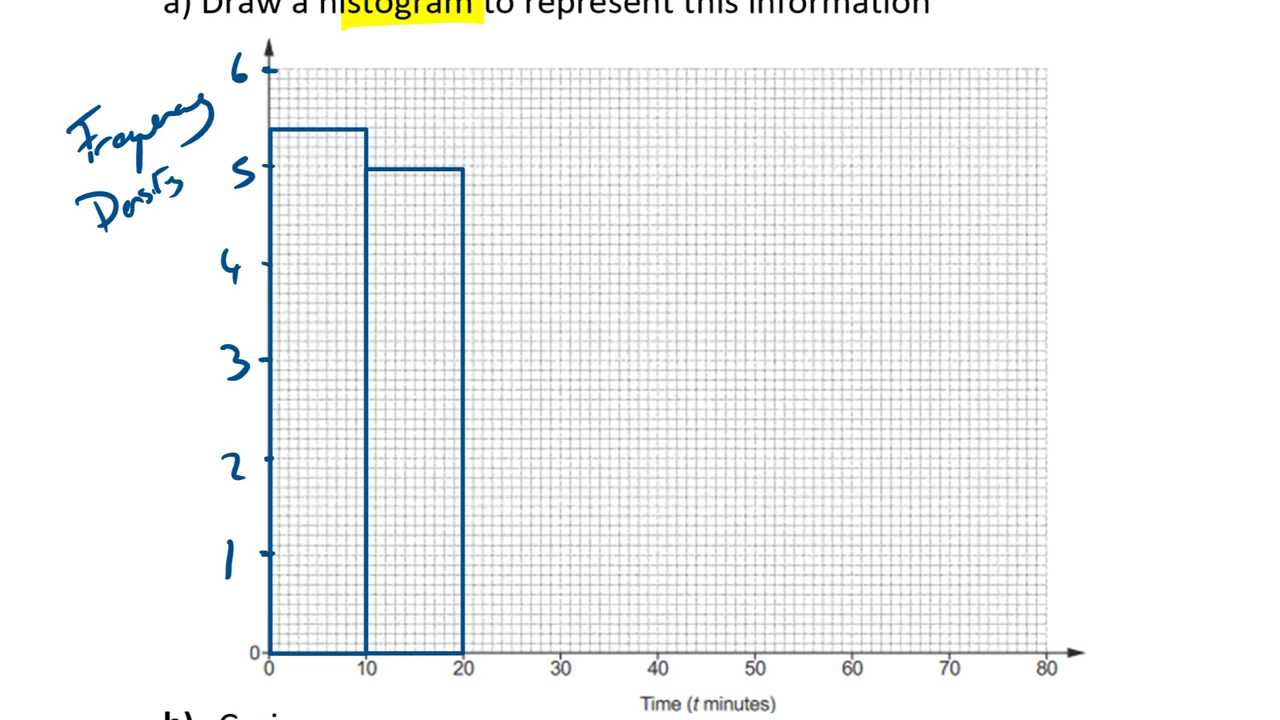 a) Draw a histogram to represent this information
6
Frequency
Density
5
4
3
2
1
0
0 10 20 30 40 50 60 70 80
Time (t minutes)
b)